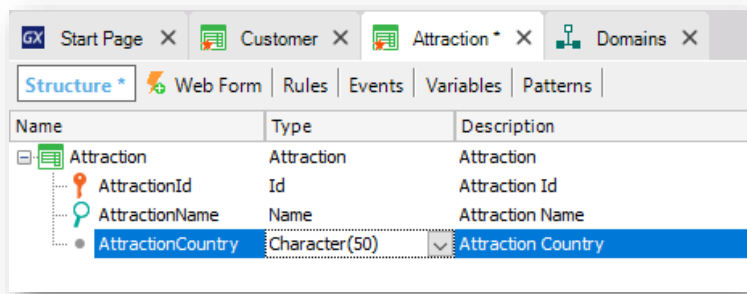 GX Start Page Customer Attraction * Domains
Structure * Web Form Rules Events Variables Patterns
Name Type Description
Attraction Attraction Attraction
AttractionId Id Attraction Id
AttractionName Name Attraction Name
AttractionCountry Character(50) Attraction Country